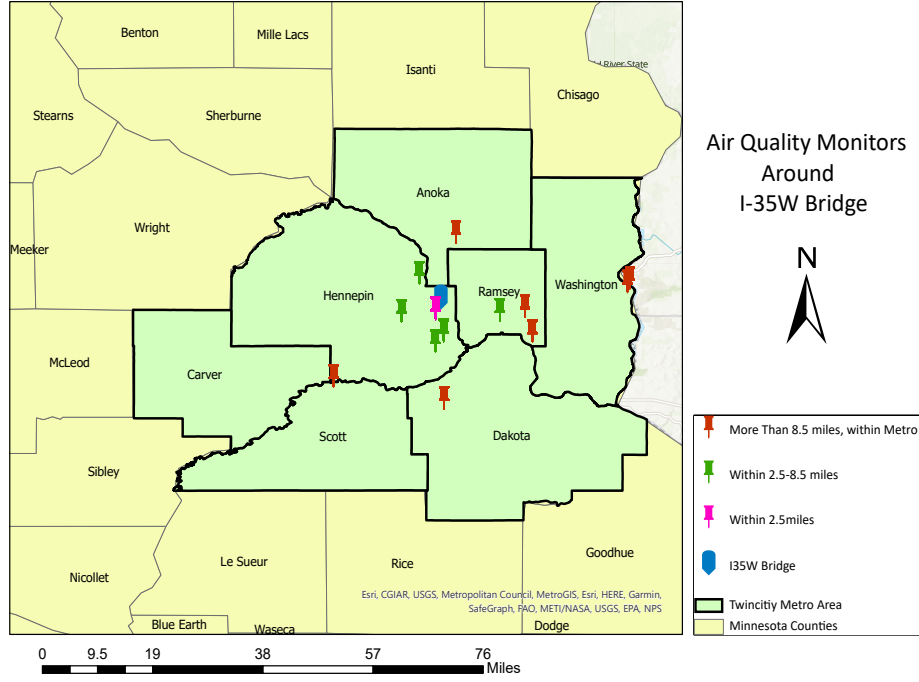 Benton
Mille Lacs
Isanti
River State
Chisago
Stearns
Sherburne
Anoka
Meeker
Wright
Hennepin
Ramsey
Washington
McLeod
Carver
Scott
Dakota
Sibley
Nicollet
Le Sueur
Rice
Goodhue
Blue Earth
Waseca
Dodge
Esri, CGIAR, USGS, Metropolitan Council, MetroGIS, Esri, HERE, Garmin,
SafeGraph, FAO, METI/NASA, USGS, EPA, NPS
0 9.5 19 38 57 76
Miles
Air Quality Monitors
Around
I-35W Bridge
N
More Than 8.5 miles, within Metro
Within 2.5-8.5 miles
Within 2.5miles
I35W Bridge
Twincitiy Metro Area
Minnesota Counties